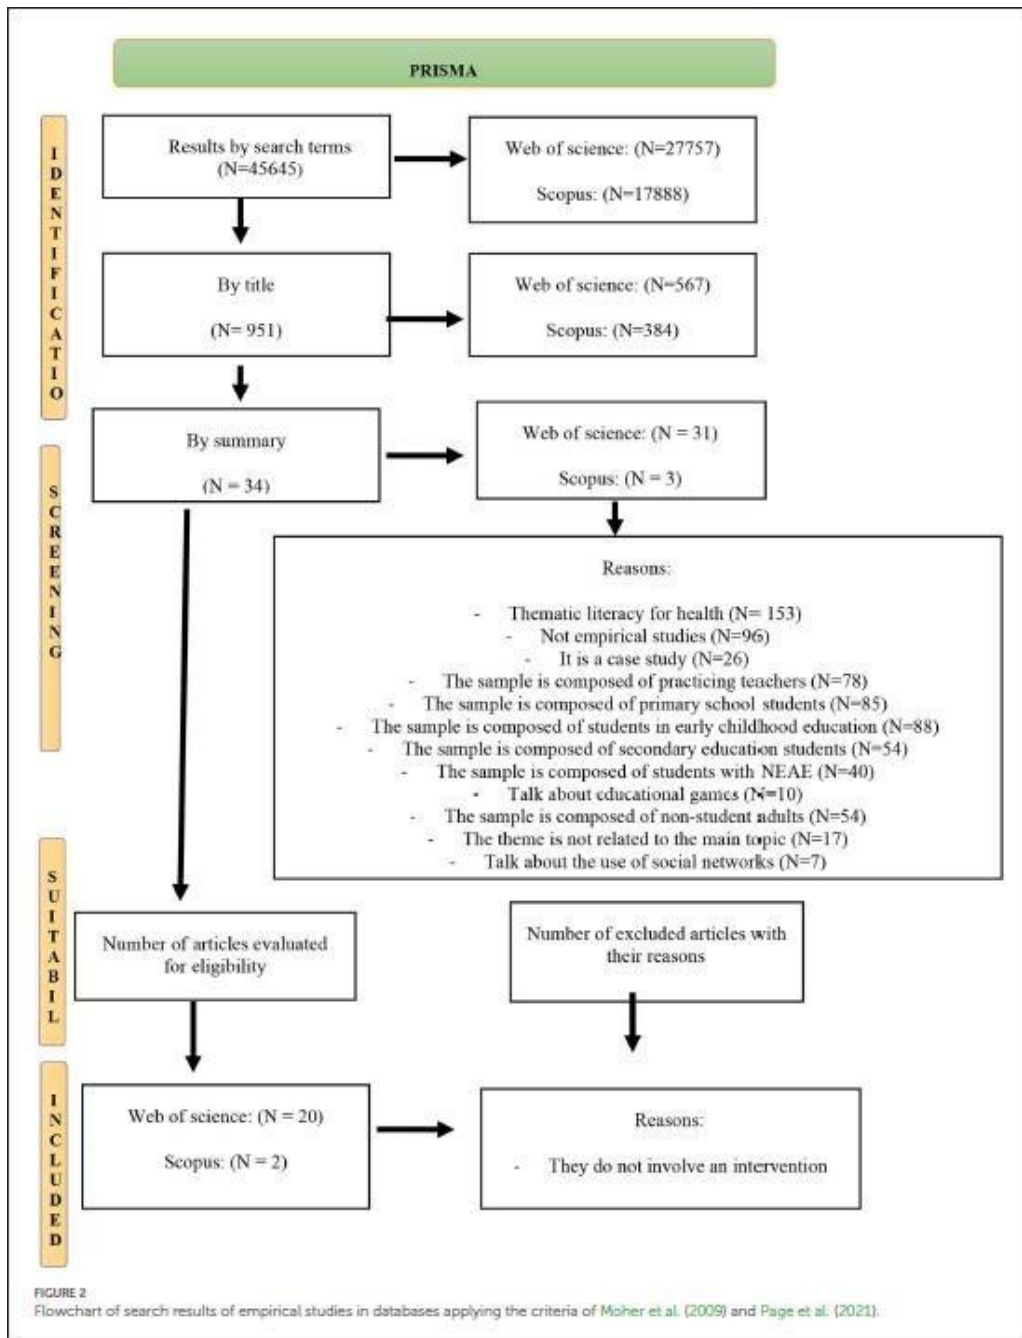 PRISMA
IDENTIFICATIO
Results by search terms
(N=45645)
Web of science: (N=27757)
Scopus: (N=17888)
By title
(N= 951)
Web of science: (N=567)
Scopus: (N=384)
SCREENING
By summary
(N = 34)
Web of science: (N = 31)
Scopus: (N = 3)
Reasons:
- Thematic literacy for health (N= 153)
- Not empirical studies (N=96)
- It is a case study (N=26)
- The sample is composed of practicing teachers (N=78)
- The sample is composed of primary school students (N=85)
- The sample is composed of students in early childhood education (N=88)
- The sample is composed of secondary education students (N=54)
- The sample is composed of students with NEAE (N=40)
- Talk about educational games (N=10)
- The sample is composed of non-student adults (N=54)
- The theme is not related to the main topic (N=17)
- Talk about the use of social networks (N=7)
SUITABIL
Number of articles evaluated
for eligibility
Number of excluded articles with
their reasons
INCLUDED
Web of science: (N = 20)
Scopus: (N = 2)
Reasons:
- They do not involve an intervention
FIGURE 2
Flowchart of search results of empirical studies in databases applying the criteria of Moher et al. (2009) and Page et al. (2021).